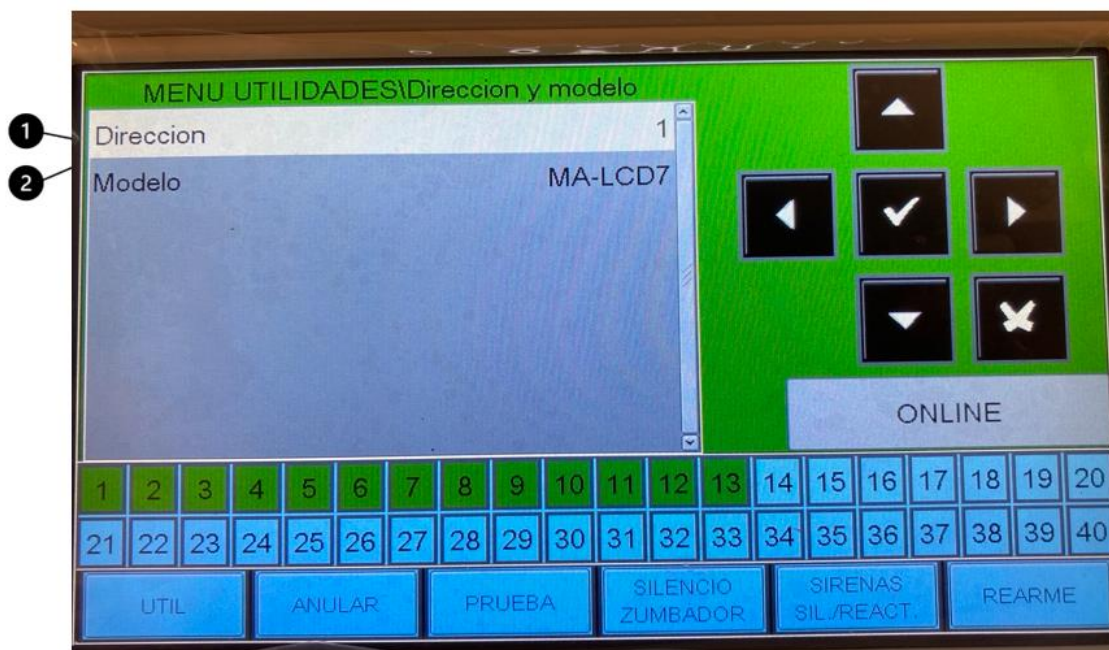 MENU UTILIDADES\Direccion y modelo
1
Direccion 1
2
Modelo MA-LCD7
ONLINE
1 2 3 4 5 6 7 8 9 10 11 12 13 14 15 16 17 18 19 20
21 22 23 24 25 26 27 28 29 30 31 32 33 34 35 36 37 38 39 40
UTIL ANULAR PRUEBA SILENCIO ZUMBADOR SIRENAS SIL./REACT. REARME